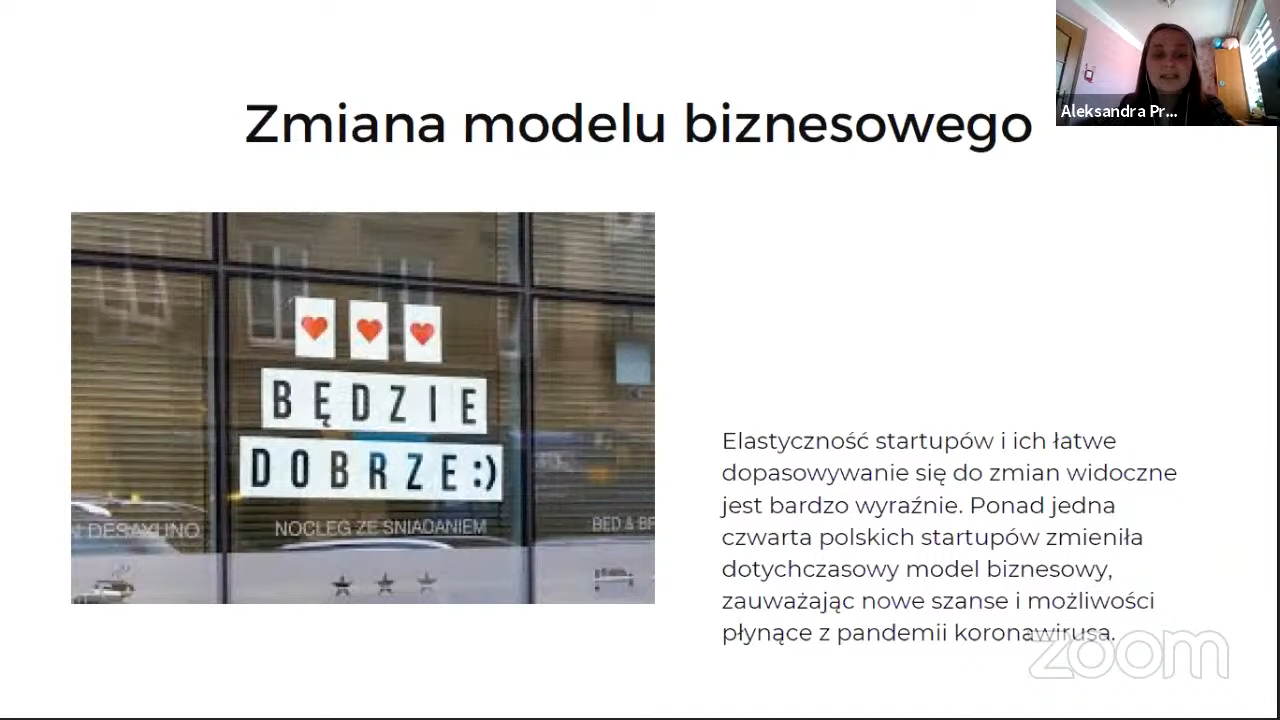 Zmiana modelu biznesowego
Aleksandra Pr...
BĘDZIE
DOBRZE:)
DESAYUNO
NOCLEG ZE ŚNIADANIEM
BED & BR
Elastyczność startupów i ich łatwe
dopasowywanie się do zmian widoczne
jest bardzo wyraźnie. Ponad jedna
czwarta polskich startupów zmieniła
dotychczasowy model biznesowy,
zauważając nowe szanse i możliwości
płynące z pandemii koronawirusa.
zoom